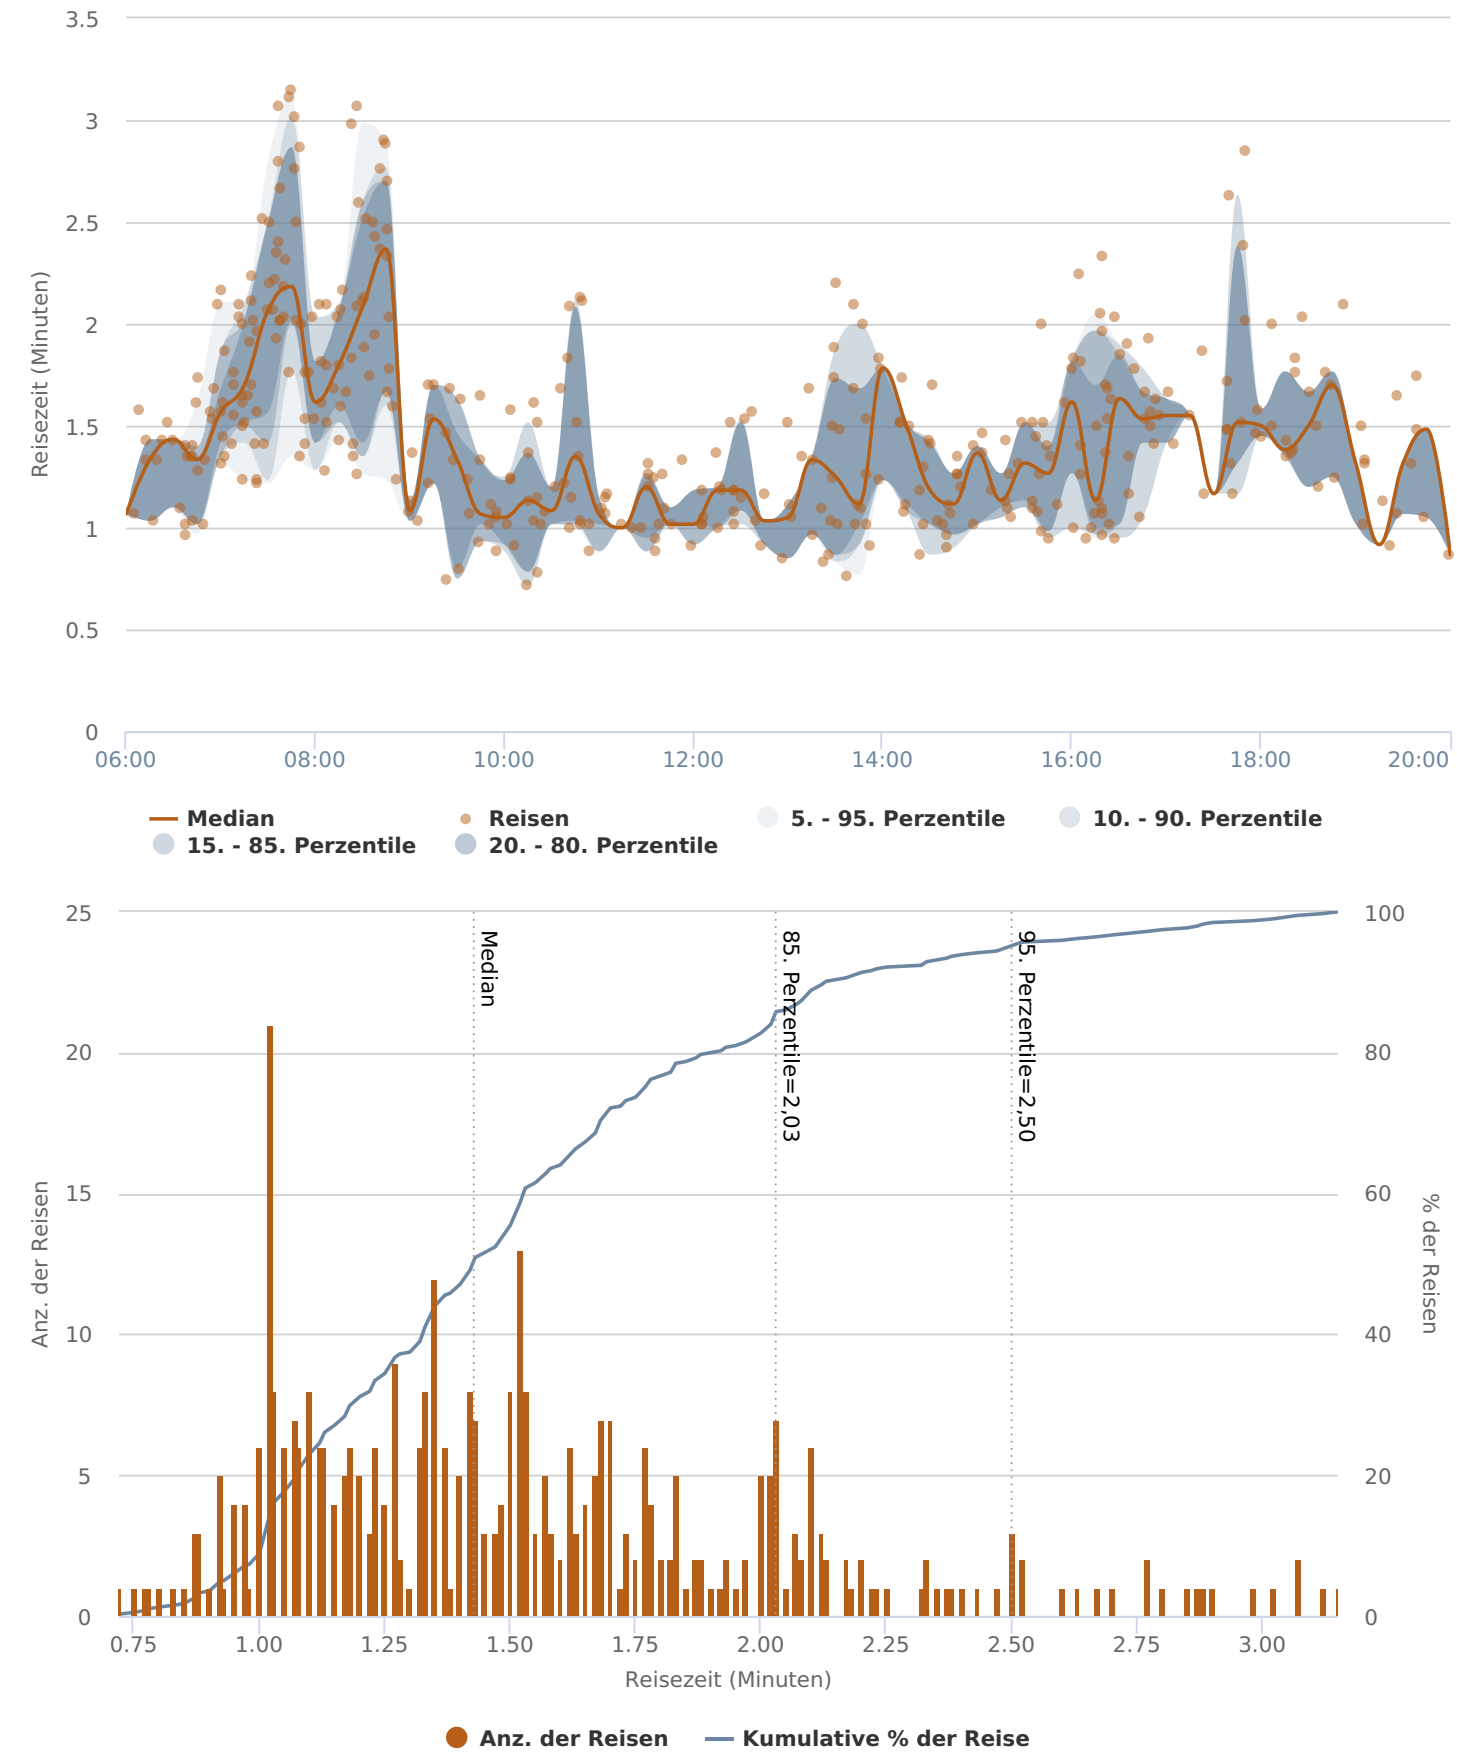 3.5
3
2.5
2
1.5
1
0.5
0
Reisezeit (Minuten)
06:00 08:00 10:00 12:00 14:00 16:00 18:00 20:00
Median Reisen 5. - 95. Perzentile 10. - 90. Perzentile
15. - 85. Perzentile 20. - 80. Perzentile
25 100
20 80
15 60
10 40
5 20
0 0
Anz. der Reisen
% der Reisen
Median
85. Perzentile=2,03
95. Perzentile=2,50
0.75 1.00 1.25 1.50 1.75 2.00 2.25 2.50 2.75 3.00
Reisezeit (Minuten)
Anz. der Reisen Kumulative % der Reise